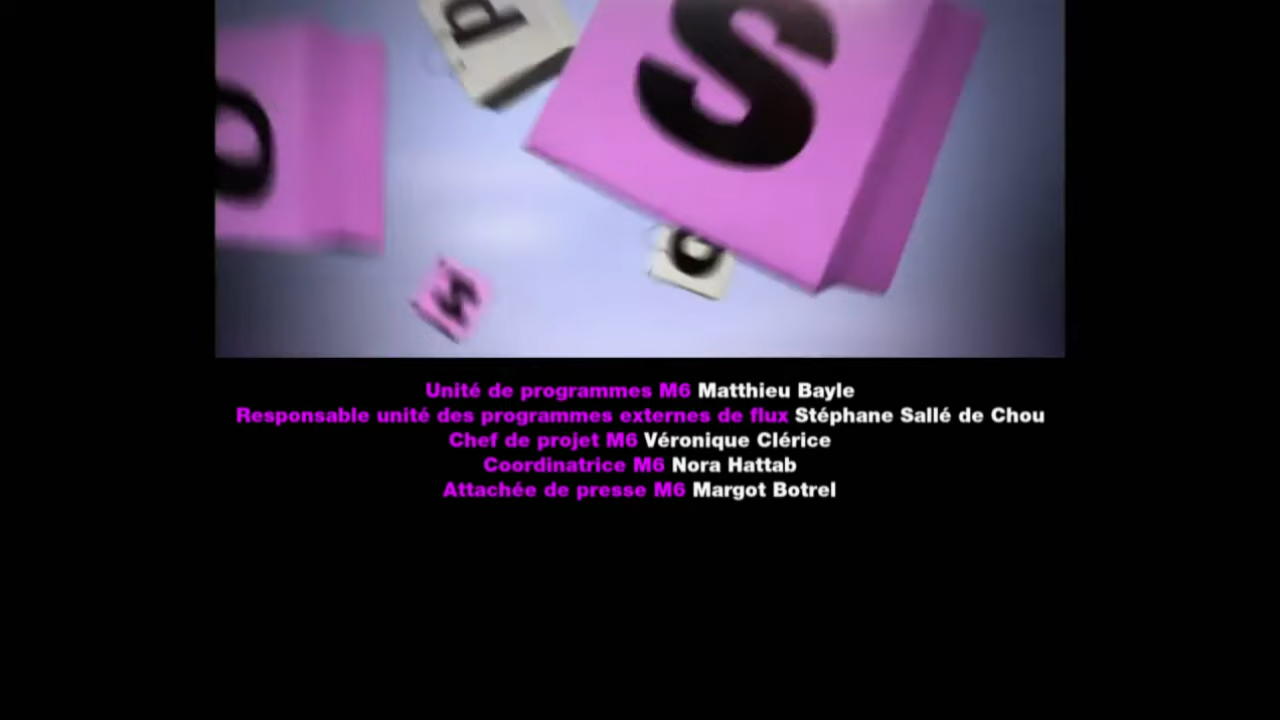 d
S
O
S
O
Unité de programmes M6 Matthieu Bayle
Responsable unité des programmes externes de flux Stéphane Sallé de Chou
Chef de projet M6 Véronique Clérice
Coordinatrice M6 Nora Hattab
Attachée de presse M6 Margot Botrel